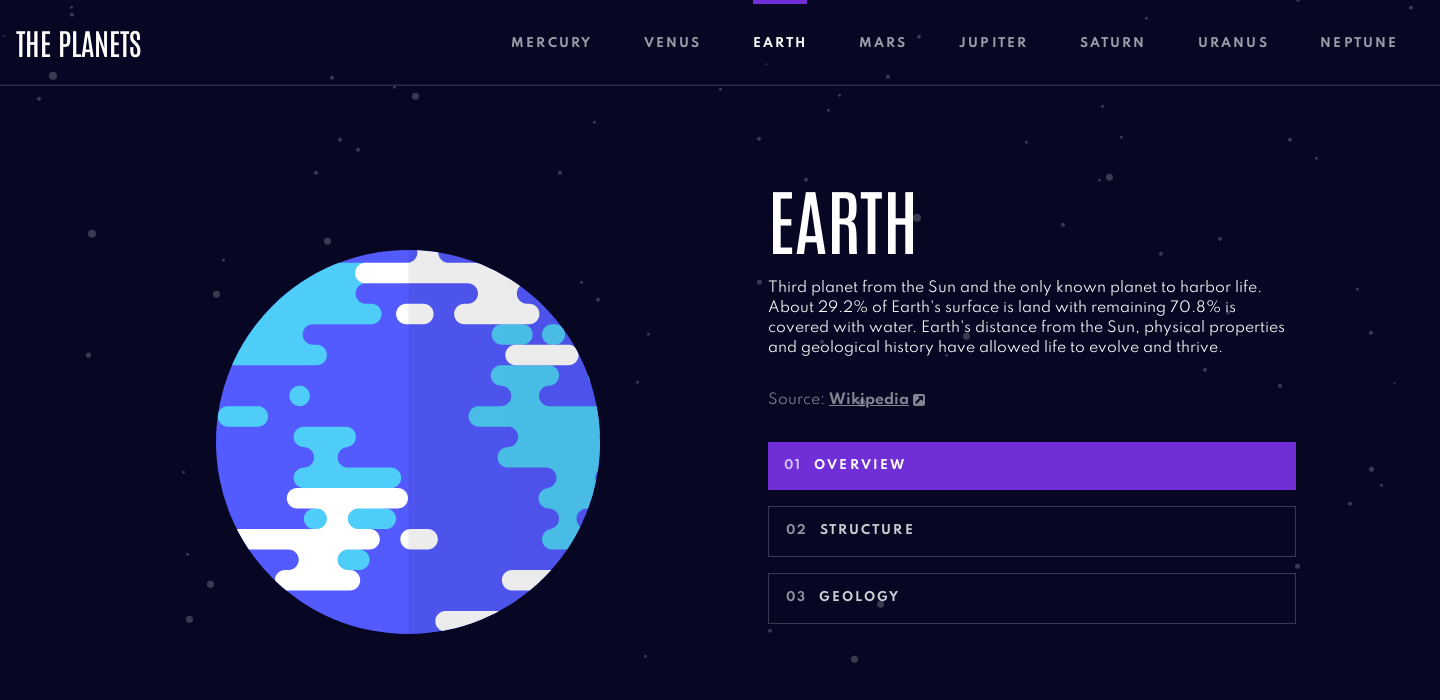 THE PLANETS
MERCURY VENUS EARTH MARS JUPITER SATURN URANUS NEPTUNE
EARTH
Third planet from the Sun and the only known planet to harbor life.
About 29.2% of Earth's surface is land with remaining 70.8% is
covered with water. Earth's distance from the Sun, physical properties
and geological history have allowed life to evolve and thrive.
Source: Wikipedia
01 OVERVIEW
02 STRUCTURE
03 GEOLOGY